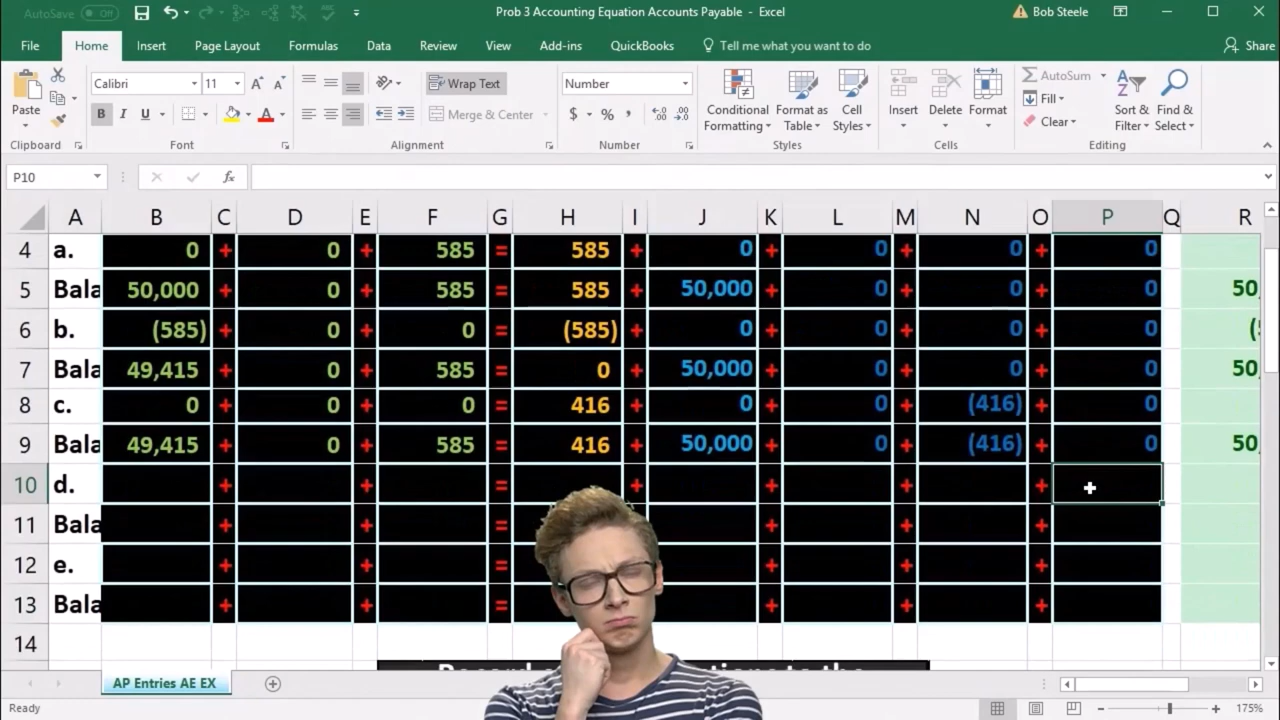 AutoSave Off
Prob 3 Accounting Equation Accounts Payable - Excel
Bob Steele
File Home Insert Page Layout Formulas Data Review View Add-ins QuickBooks Tell me what you want to do Share
Paste
Calibri 11
Wrap Text
Number
Conditional Formatting
Format as Table
Cell Styles
Insert Delete Format
AutoSum
Fill
Clear
Sort & Filter
Find & Select
B I U A
Merge & Center
$ % ,
Clipboard Font Alignment Number Styles Cells Editing
P10 fx
A B C D E F G H I J K L M N O P Q R
4 a. 0 + 0 + 585 = 585 + 0 + 0 + 0 + 0
5 Bala 50,000 + 0 + 585 = 585 + 50,000 + 0 + 0 + 0 50,
6 b. (585) + 0 + 0 = (585) + 0 + 0 + 0 + 0
7 Bala 49,415 + 0 + 585 = 0 + 50,000 + 0 + 0 + 0 50,
8 c. 0 + 0 + 0 = 416 + 0 + 0 + (416) + 0
9 Bala 49,415 + 0 + 585 = 416 + 50,000 + 0 + (416) + 0 50,
10 d. + + = + + + +
11 Bala + + = + + +
12 e. + + = + + +
13 Bala + + = + + +
14
AP Entries AE EX
Ready 175%